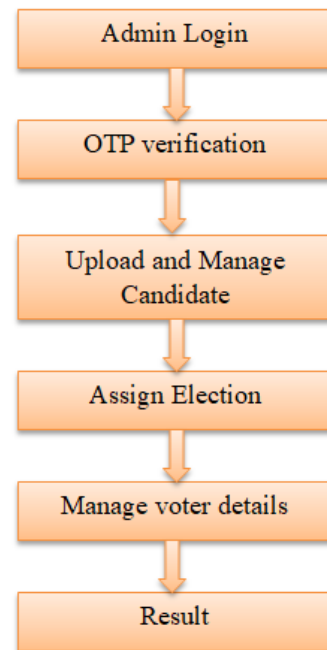 Admin Login
OTP verification
Upload and Manage
Candidate
Assign Election
Manage voter details
Result